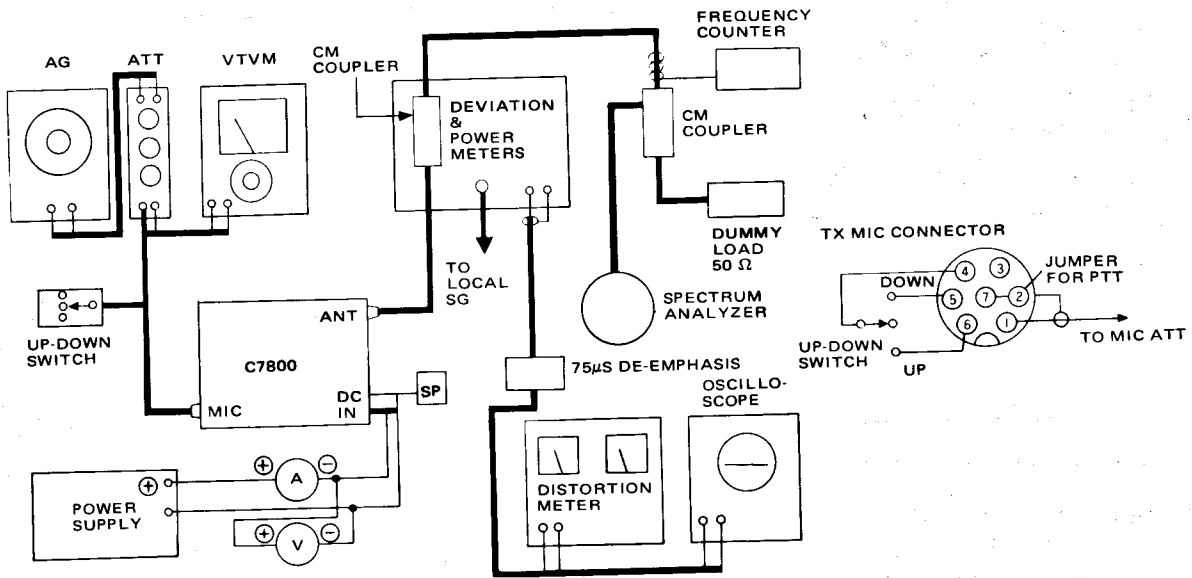 AG
ATT
VTVM
CM
COUPLER
DEVIATION
&
POWER
METERS
TO
LOCAL
SG
FREQUENCY
COUNTER
CM
COUPLER
DUMMY
LOAD
50 Ω
SPECTRUM
ANALYZER
UP-DOWN
SWITCH
ANT
C7800
MIC
DC
IN
SP
75µS DE-EMPHASIS
OSCILLO-
SCOPE
DISTORTION
METER
POWER
SUPPLY
+
+
A
−
+
V
−
TX MIC CONNECTOR
JUMPER
FOR PTT
DOWN
4
3
5
7
2
6
1
UP-DOWN
SWITCH
UP
TO MIC ATT